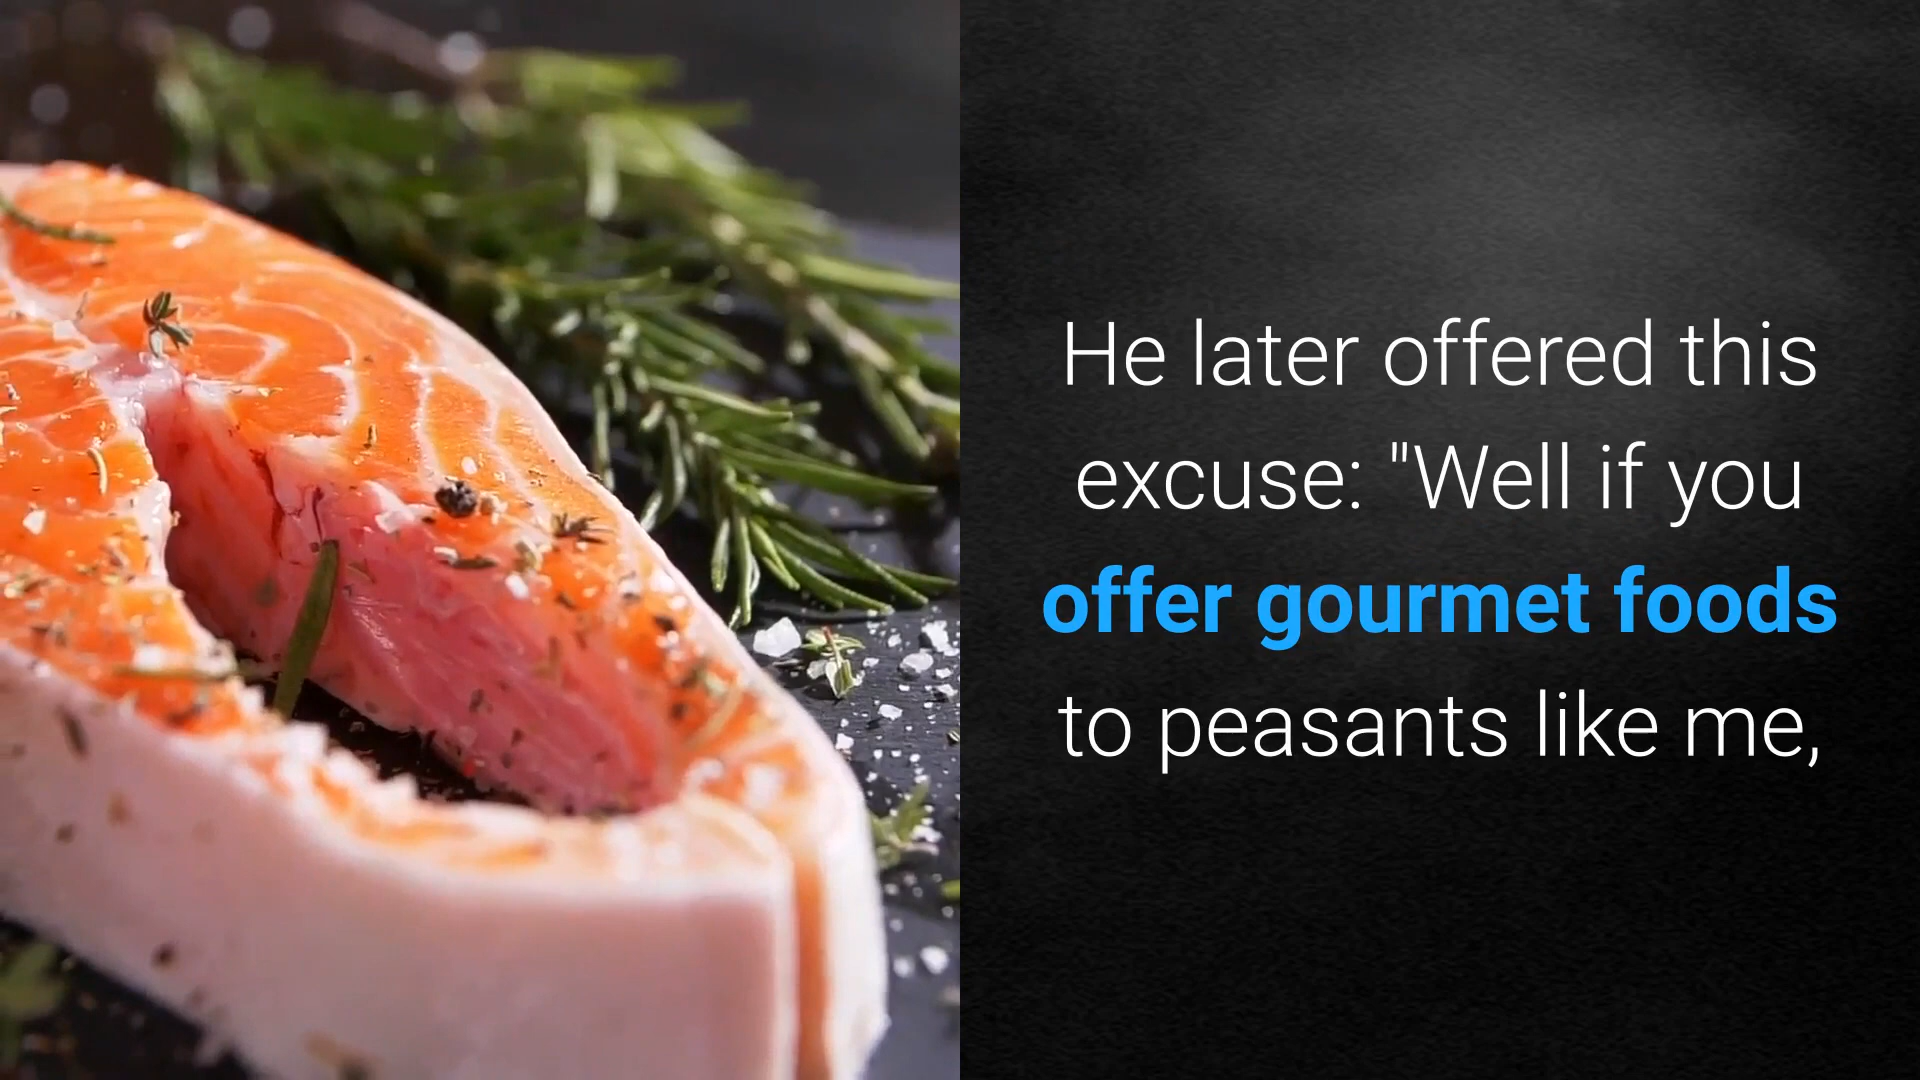 He later offered this
excuse: "Well if you
offer gourmet foods
to peasants like me,